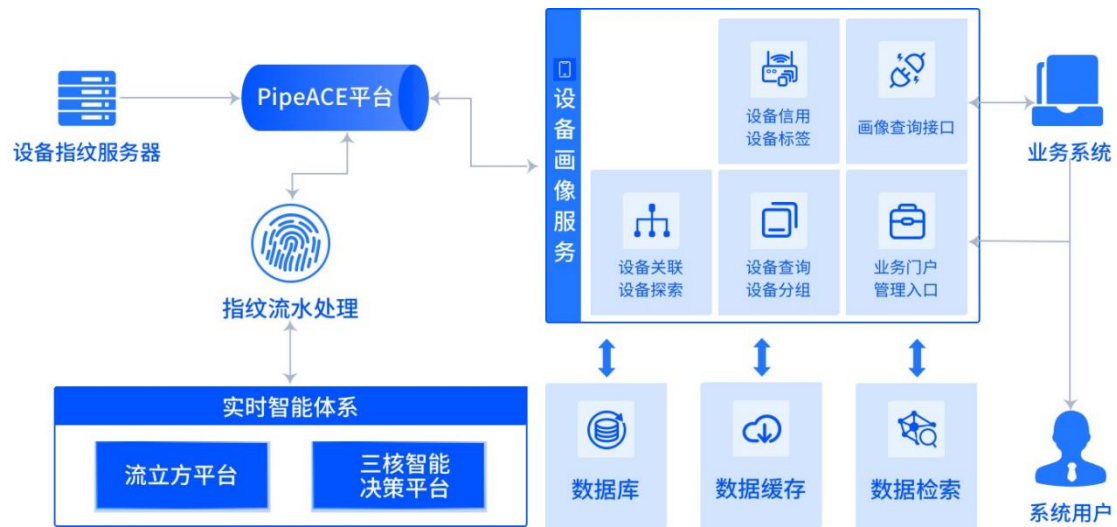 设备指纹服务器
PipeACE平台
指纹流水处理
实时智能体系
流立方平台
三核智能
决策平台
设备画像服务
设备信用
设备标签
画像查询接口
设备关联
设备探索
设备查询
设备分组
业务门户
管理入口
数据库
数据缓存
数据检索
业务系统
系统用户